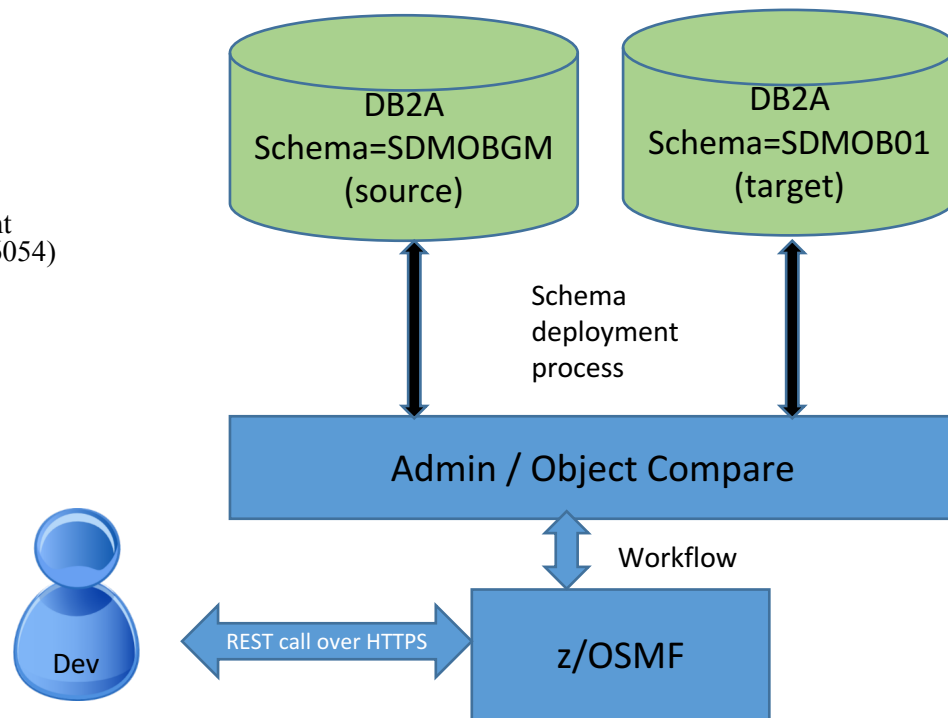 DB2A
Schema=SDMOBGM
(source)
DB2A
Schema=SDMOB01
(target)
Schema
deployment
process
Admin / Object Compare
Workflow
REST call over HTTPS
z/OSMF
Dev